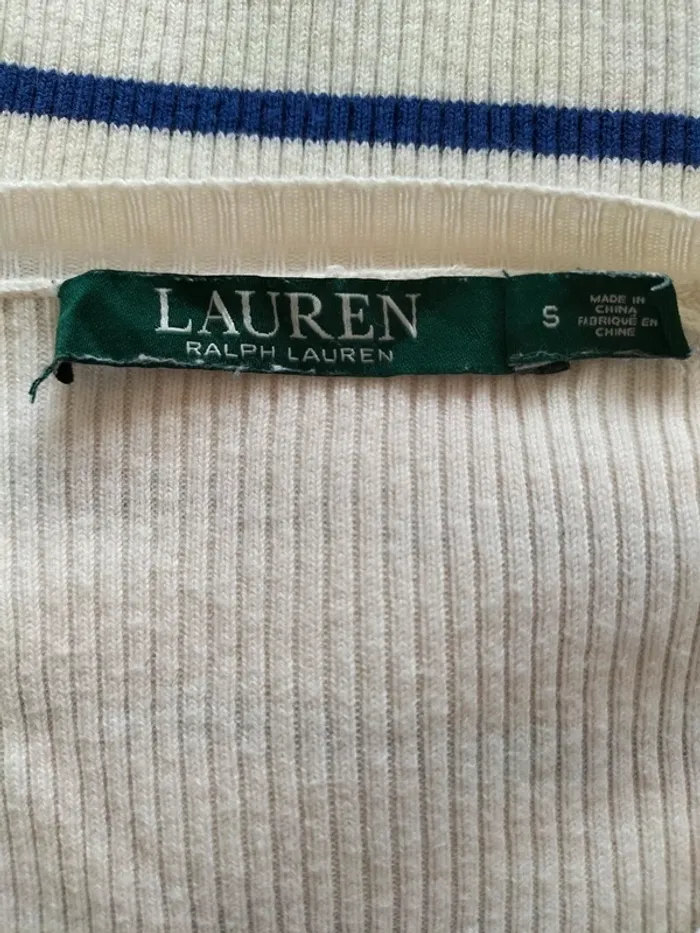 LAUREN
RALPH LAUREN
S
MADE IN
CHINA
FABRIQUÉ EN
CHINE